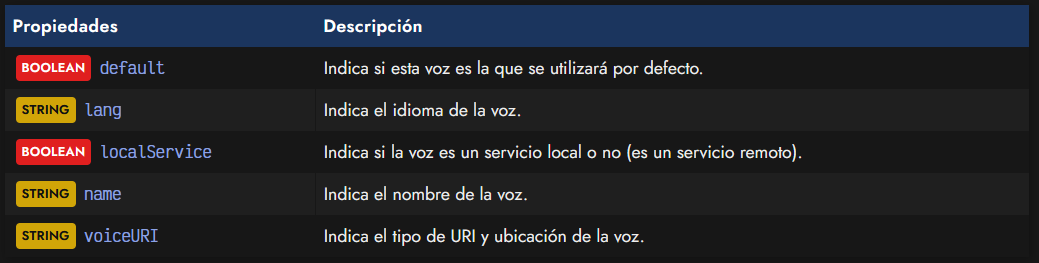 Propiedades Descripción
BOOLEAN default Indica si esta voz es la que se utilizará por defecto.
STRING lang Indica el idioma de la voz.
BOOLEAN localService Indica si la voz es un servicio local o no (es un servicio remoto).
STRING name Indica el nombre de la voz.
STRING voiceURI Indica el tipo de URI y ubicación de la voz.